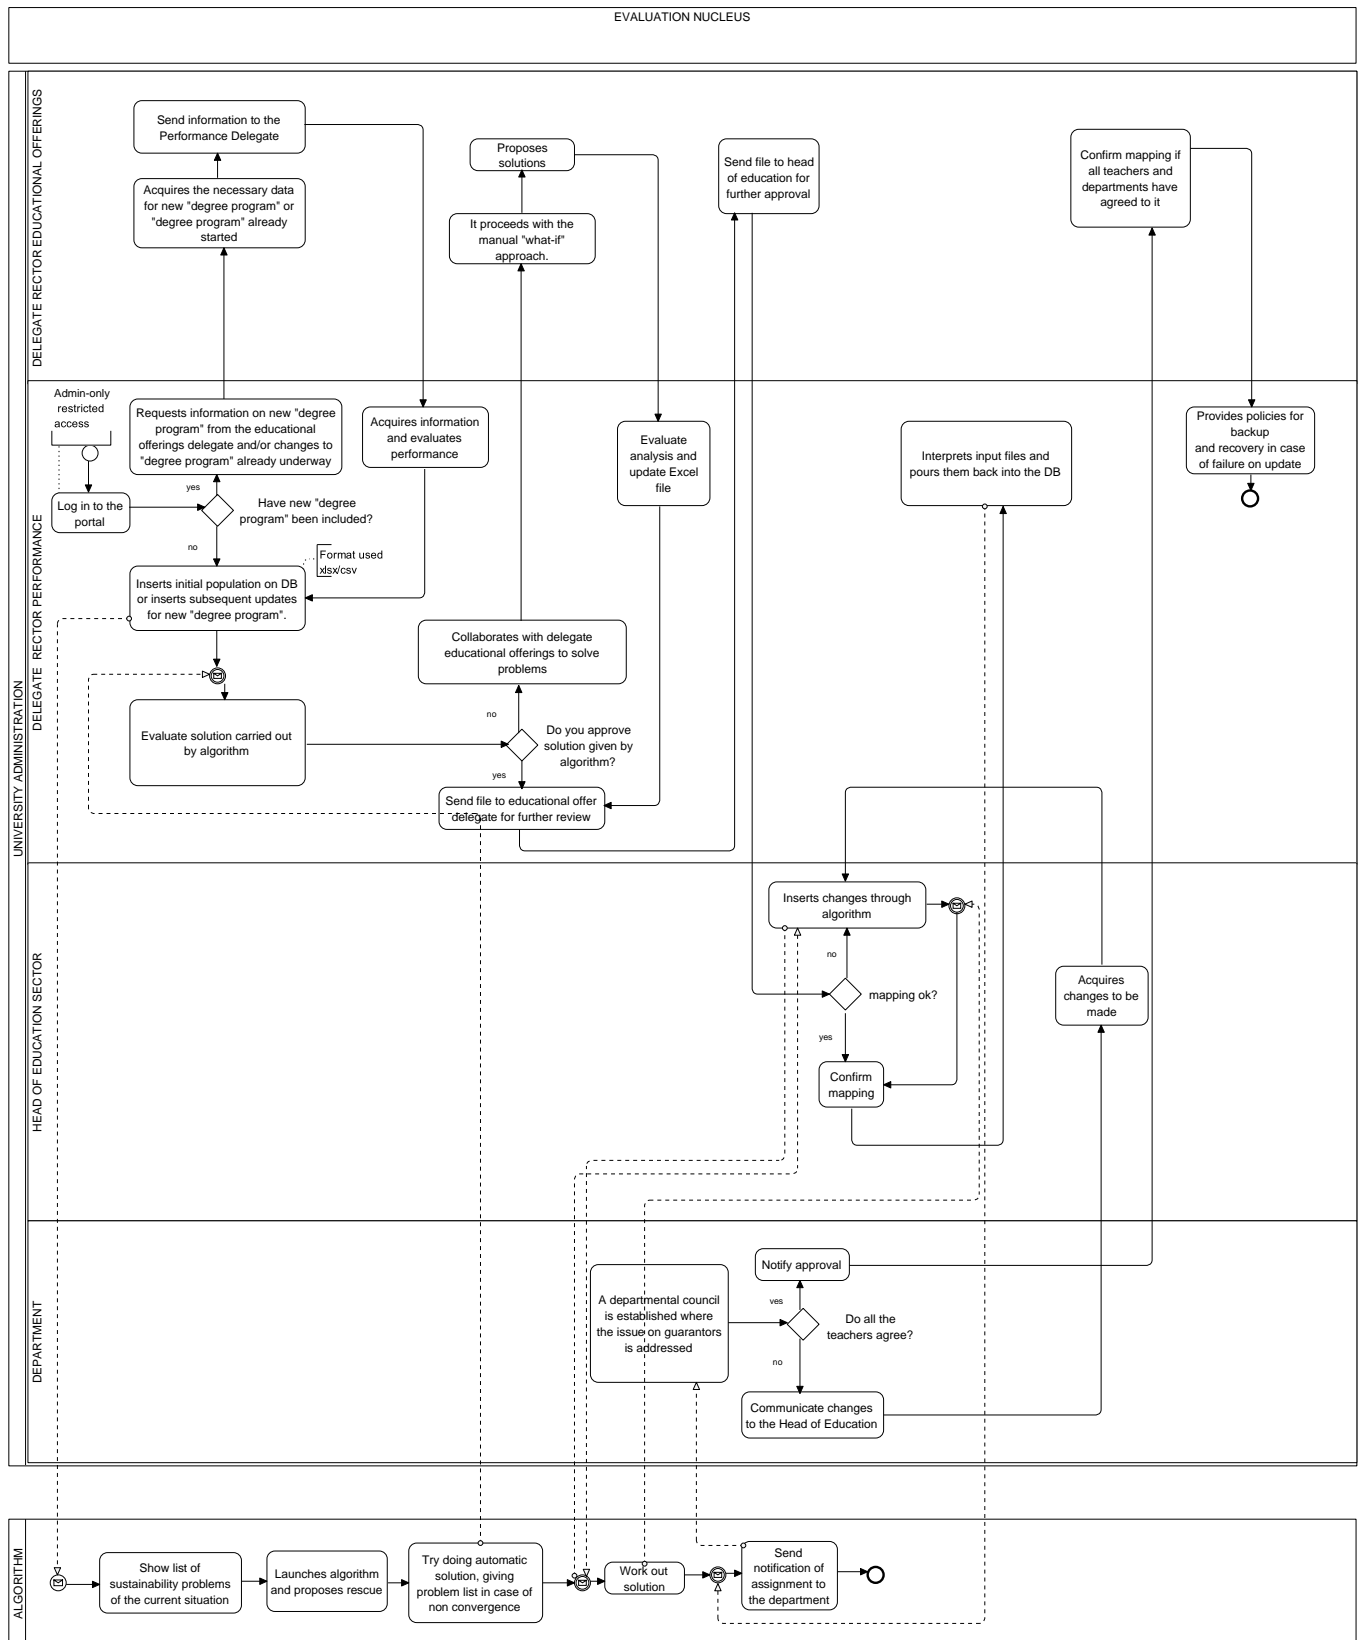 EVALUATION NUCLEUS
UNIVERSITY ADMINISTRATION
DELEGATE RECTOR EDUCATIONAL OFFERINGS
Send information to the
Performance Delegate
Acquires the necessary data
for new "degree program" or
"degree program" already
started
Proposes
solutions
It proceeds with the
manual "what-if"
approach.
Send file to head
of education for
further approval
Confirm mapping if
all teachers and
departments have
agreed to it
DELEGATE RECTOR PERFORMANCE
Admin-only
restricted
access
Log in to the
portal
Requests information on new "degree
program" from the educational
offerings delegate and/or changes to
"degree program" already underway
yes
Have new "degree
program" been included?
no
Format used
xlsx/csv
Inserts initial population on DB
or inserts subsequent updates
for new "degree program".
Evaluate solution carried out
by algorithm
Acquires information
and evaluates
performance
Collaborates with delegate
educational offerings to solve
problems
no
Do you approve
solution given by
algorithm?
yes
Send file to educational offer
delegate for further review
Evaluate
analysis and
update Excel
file
Interprets input files and
pours them back into the DB
Provides policies for
backup
and recovery in case
of failure on update
HEAD OF EDUCATION SECTOR
Inserts changes through
algorithm
no
mapping ok?
yes
Confirm
mapping
Acquires
changes to be
made
DEPARTMENT
A departmental council
is established where
the issue on guarantors
is addressed
Notify approval
yes
Do all the
teachers agree?
no
Communicate changes
to the Head of Education
ALGORITHM
Show list of
sustainability problems
of the current situation
Launches algorithm
and proposes rescue
Try doing automatic
solution, giving
problem list in case of
non convergence
Work out
solution
Send
notification of
assignment to
the department